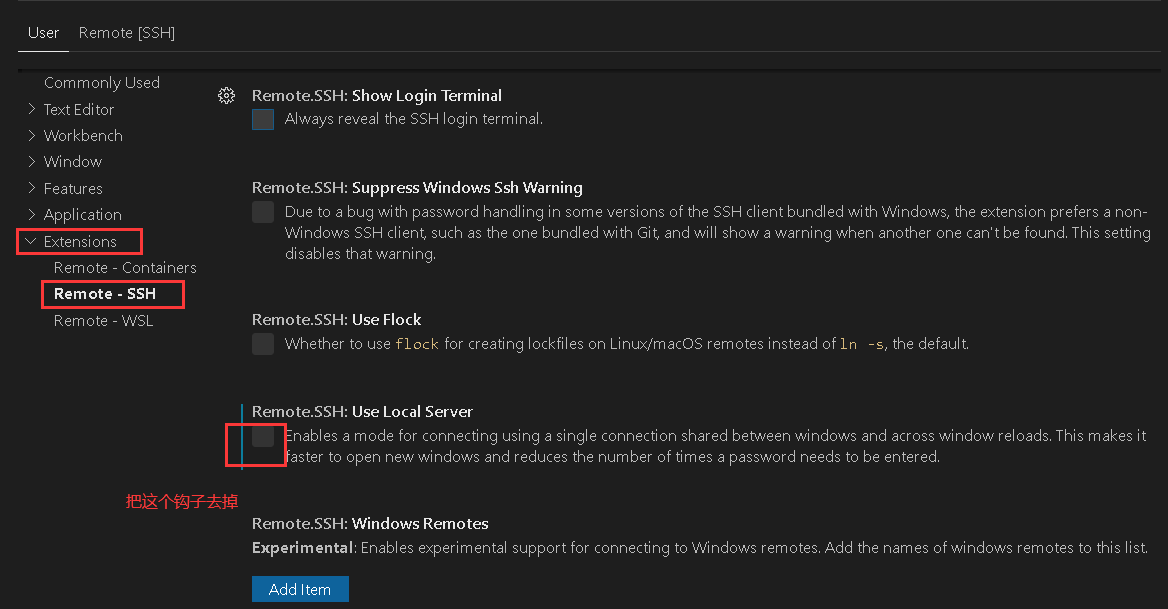 User Remote [SSH]
Commonly Used
Text Editor
Workbench
Window
Features
Application
Extensions
Remote - Containers
Remote - SSH
Remote - WSL
Remote.SSH: Show Login Terminal
Always reveal the SSH login terminal.
Remote.SSH: Suppress Windows Ssh Warning
Due to a bug with password handling in some versions of the SSH client bundled with Windows, the extension prefers a non-
Windows SSH client, such as the one bundled with Git, and will show a warning when another one can't be found. This setting
disables that warning.
Remote.SSH: Use Flock
Whether to use flock for creating lockfiles on Linux/macOS remotes instead of ln -s, the default.
Remote.SSH: Use Local Server
Enables a mode for connecting using a single connection shared between windows and across window reloads. This makes it
faster to open new windows and reduces the number of times a password needs to be entered.
把这个钩子去掉
Remote.SSH: Windows Remotes
Experimental: Enables experimental support for connecting to Windows remotes. Add the names of windows remotes to this list.
Add Item